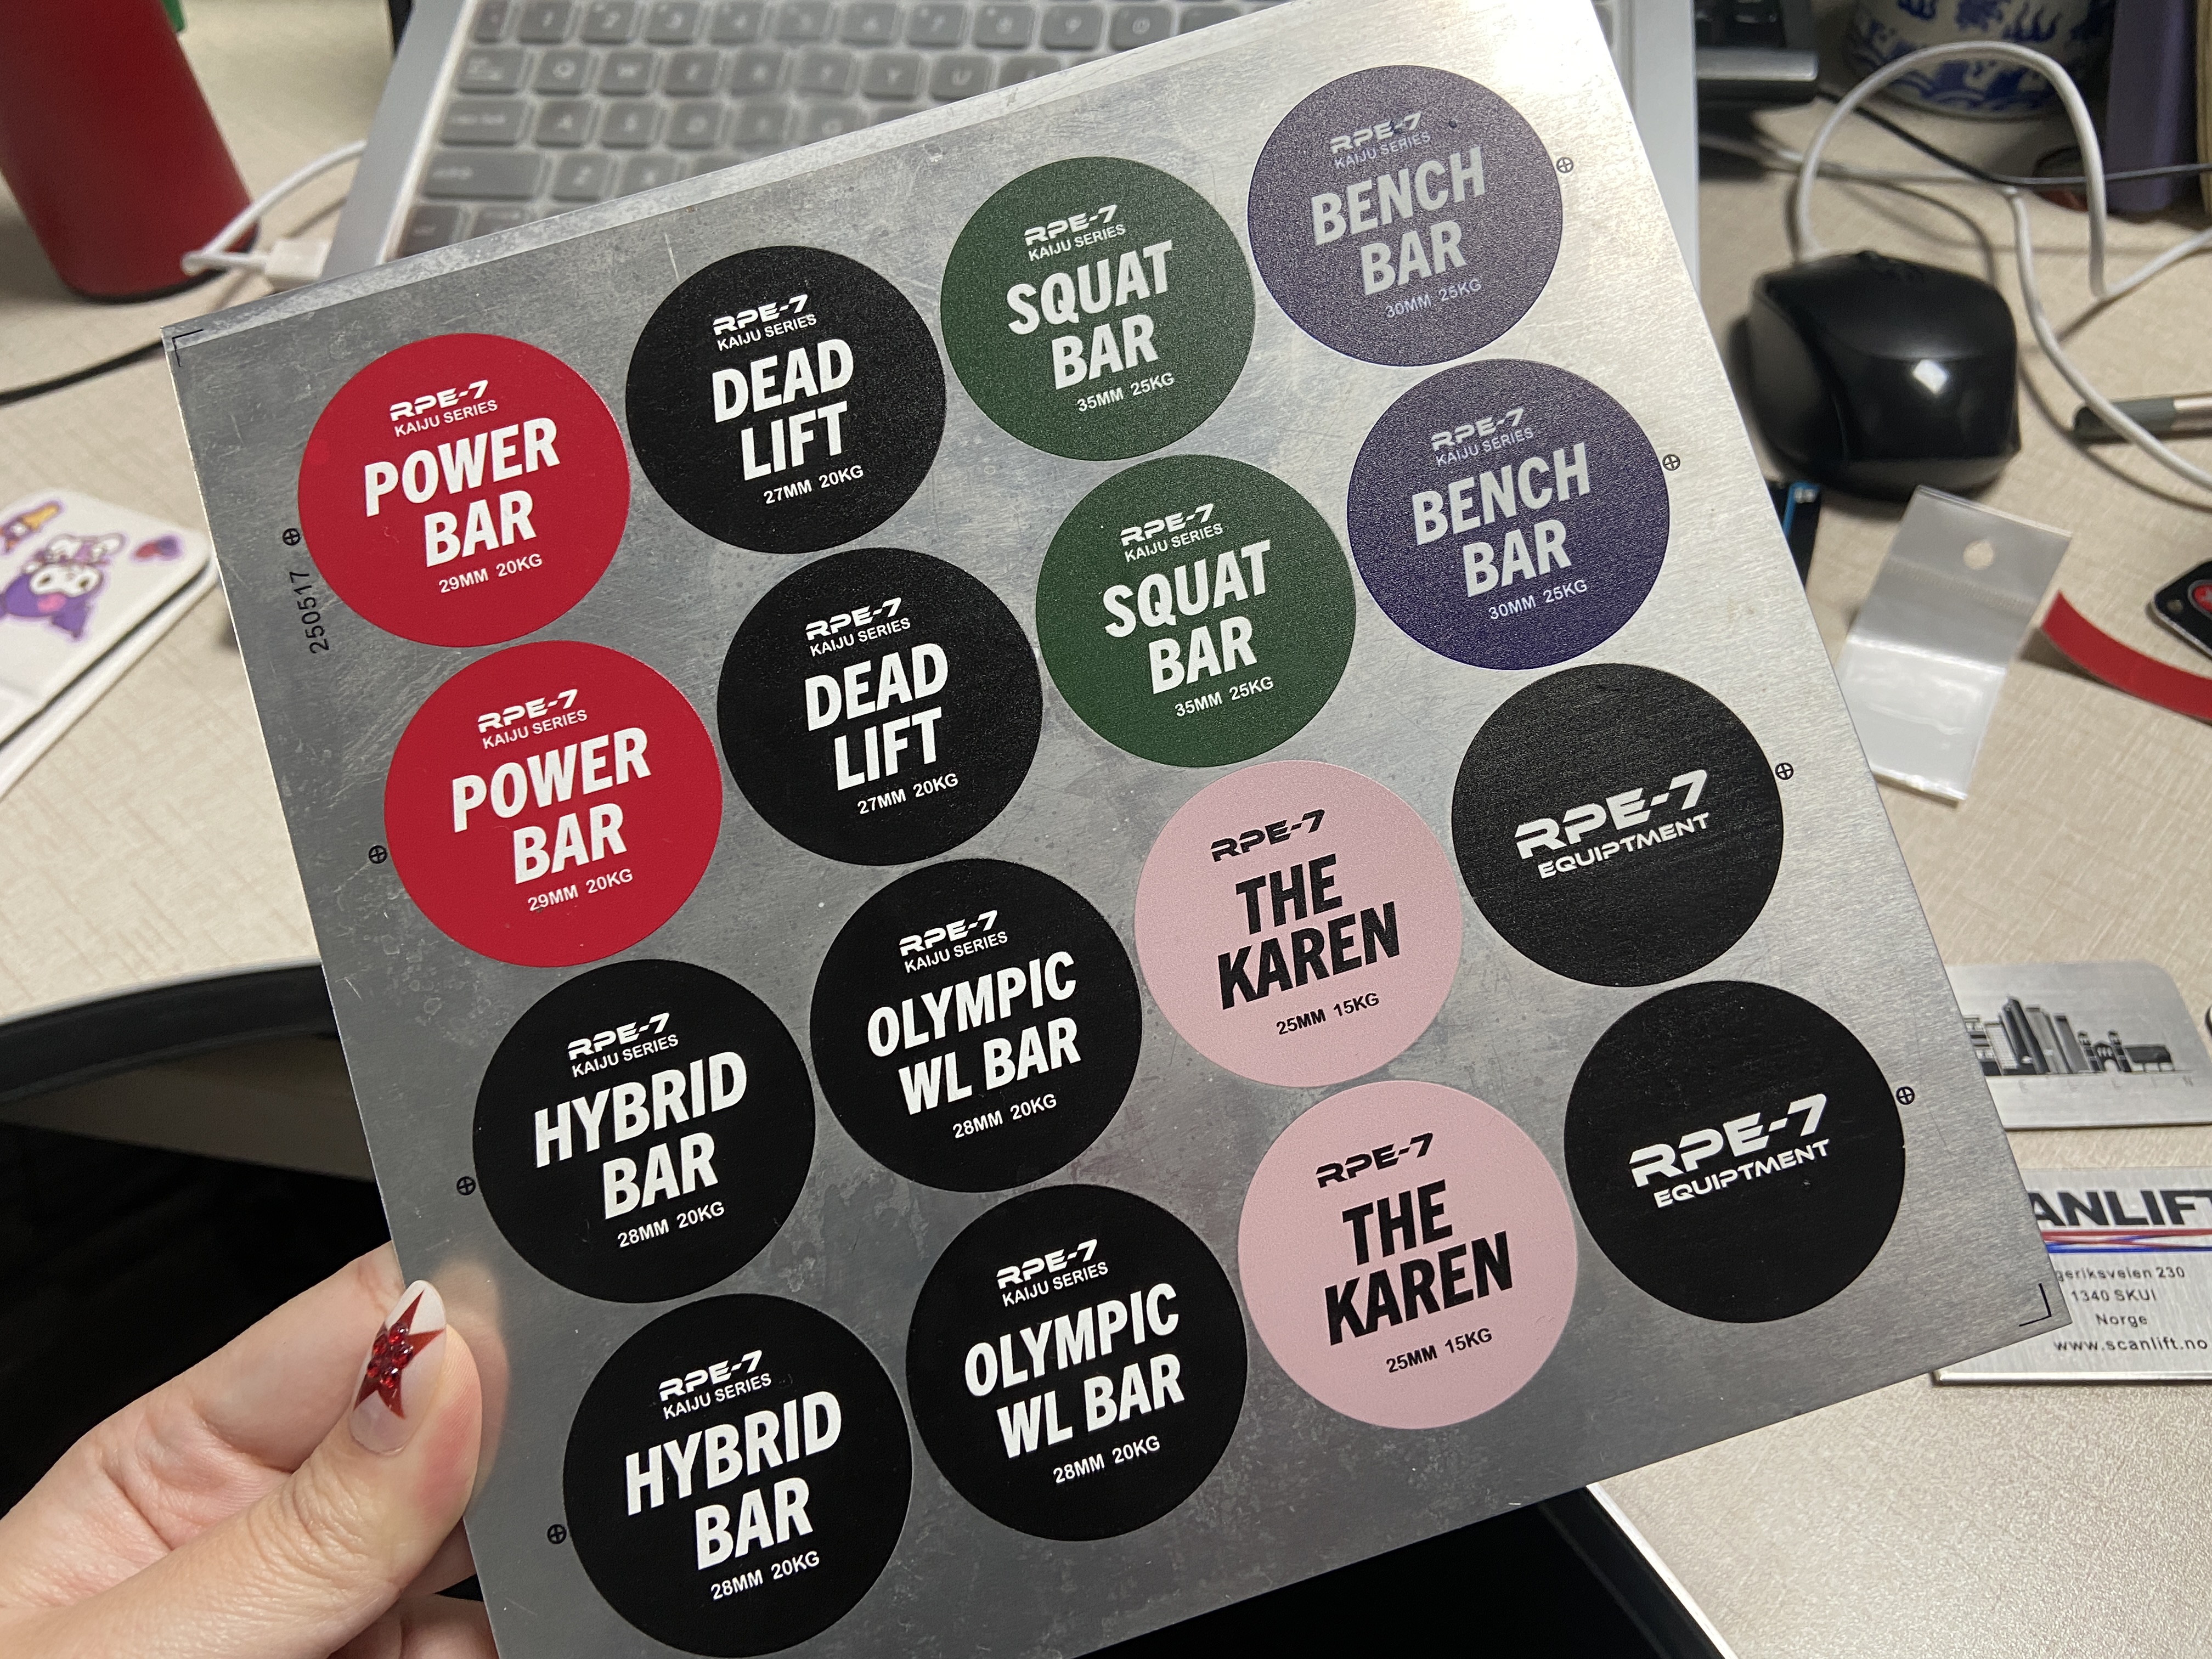 RPE-7
KAIJU SERIES
POWER
BAR
29MM 20KG
RPE-7
KAIJU SERIES
DEAD
LIFT
27MM 20KG
RPE-7
KAIJU SERIES
SQUAT
BAR
35MM 25KG
RPE-7
KAIJU SERIES
BENCH
BAR
30MM 25KG
250517
RPE-7
KAIJU SERIES
POWER
BAR
29MM 20KG
RPE-7
KAIJU SERIES
DEAD
LIFT
27MM 20KG
RPE-7
KAIJU SERIES
SQUAT
BAR
35MM 25KG
RPE-7
KAIJU SERIES
BENCH
BAR
30MM 25KG
RPE-7
KAIJU SERIES
HYBRID
BAR
28MM 20KG
RPE-7
KAIJU SERIES
OLYMPIC
WL BAR
28MM 20KG
RPE-7
THE
KAREN
25MM 15KG
RPE-7
EQUIPTMENT
RPE-7
KAIJU SERIES
HYBRID
BAR
28MM 20KG
RPE-7
KAIJU SERIES
OLYMPIC
WL BAR
28MM 20KG
RPE-7
THE
KAREN
25MM 15KG
RPE-7
EQUIPTMENT
ANLIFT
geriksveien 230
1340 SKUI
Norge
www.scanlift.no